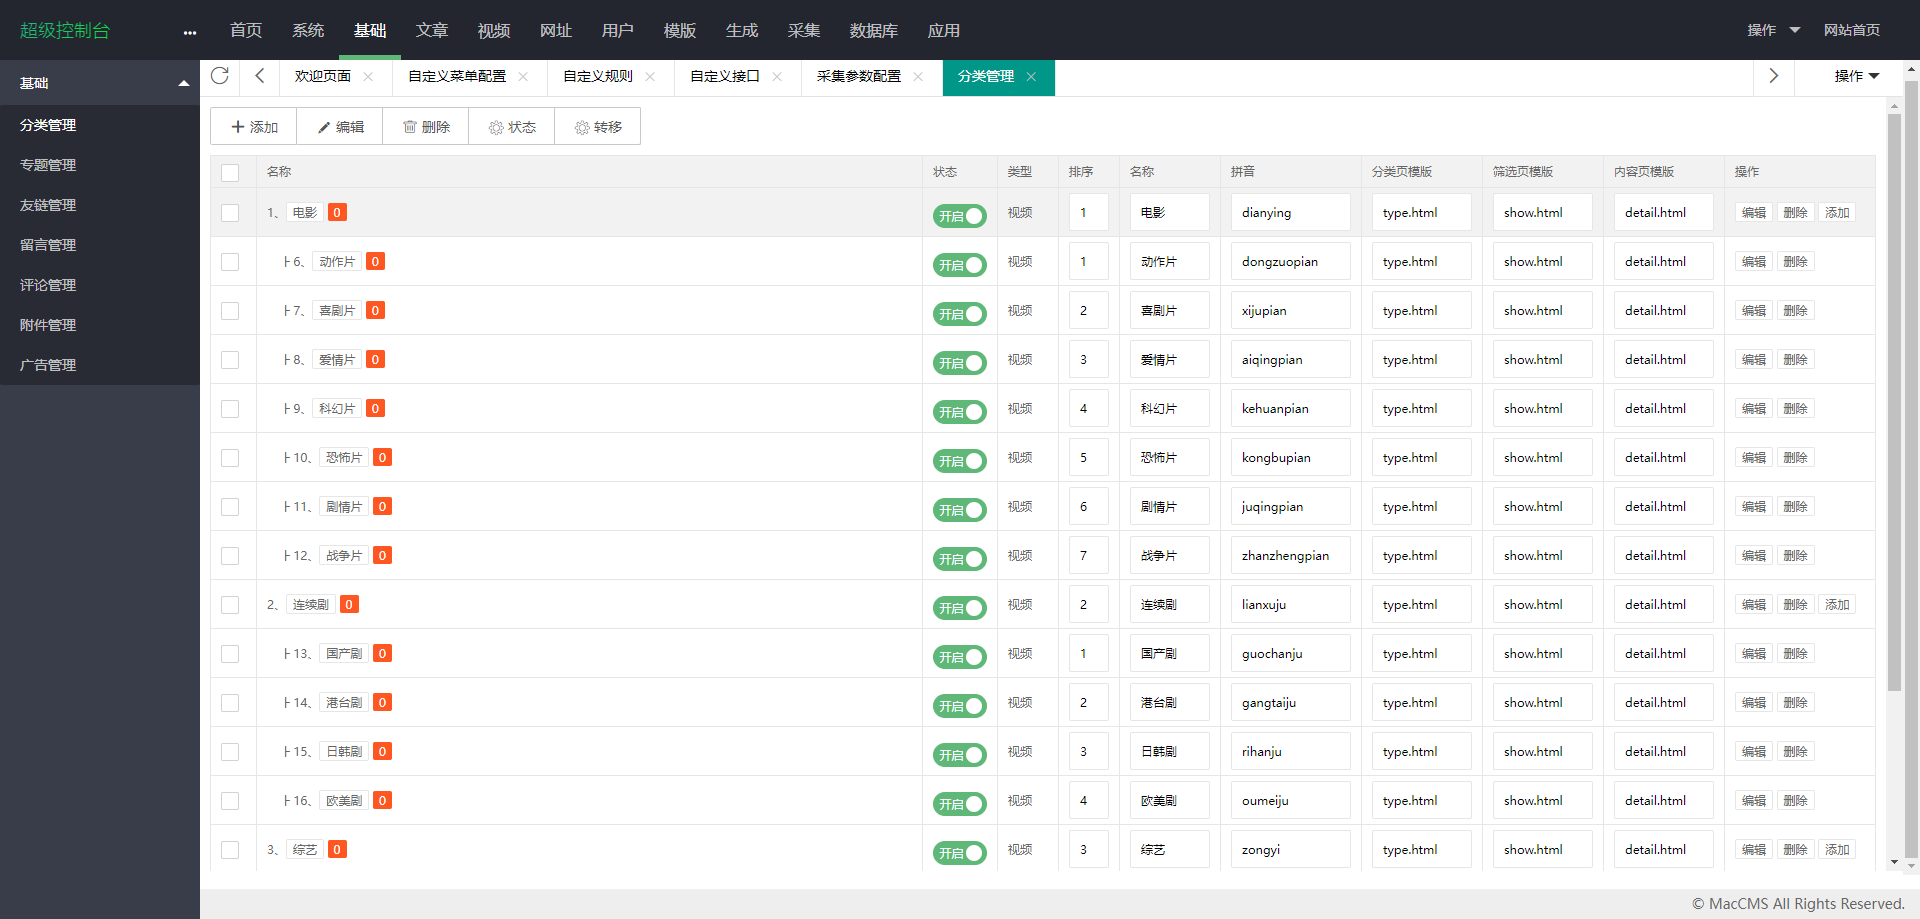 超级控制台 ... 首页 系统 基础 文章 视频 网址 用户 模版 生成 采集 数据库 应用 操作 网站首页
基础
分类管理
专题管理
友链管理
留言管理
评论管理
附件管理
广告管理
欢迎页面 自定义菜单配置 自定义规则 自定义接口 采集参数配置 分类管理 操作
添加 编辑 删除 状态 转移
名称 状态 类型 排序 名称 拼音 分类页模版 筛选页模版 内容页模版 操作
1、 电影 0 开启 视频 1 电影 dianying type.html show.html detail.html 编辑 删除 添加
├ 6、 动作片 0 开启 视频 1 动作片 dongzuopian type.html show.html detail.html 编辑 删除
├ 7、 喜剧片 0 开启 视频 2 喜剧片 xijupian type.html show.html detail.html 编辑 删除
├ 8、 爱情片 0 开启 视频 3 爱情片 aiqingpian type.html show.html detail.html 编辑 删除
├ 9、 科幻片 0 开启 视频 4 科幻片 kehuanpian type.html show.html detail.html 编辑 删除
├ 10、 恐怖片 0 开启 视频 5 恐怖片 kongbupian type.html show.html detail.html 编辑 删除
├ 11、 剧情片 0 开启 视频 6 剧情片 juqingpian type.html show.html detail.html 编辑 删除
├ 12、 战争片 0 开启 视频 7 战争片 zhanzhengpian type.html show.html detail.html 编辑 删除
2、 连续剧 0 开启 视频 2 连续剧 lianxuju type.html show.html detail.html 编辑 删除 添加
├ 13、 国产剧 0 开启 视频 1 国产剧 guochanju type.html show.html detail.html 编辑 删除
├ 14、 港台剧 0 开启 视频 2 港台剧 gangtaiju type.html show.html detail.html 编辑 删除
├ 15、 日韩剧 0 开启 视频 3 日韩剧 rihanju type.html show.html detail.html 编辑 删除
├ 16、 欧美剧 0 开启 视频 4 欧美剧 oumeiju type.html show.html detail.html 编辑 删除
3、 综艺 0 开启 视频 3 综艺 zongyi type.html show.html detail.html 编辑 删除 添加
© MacCMS All Rights Reserved.